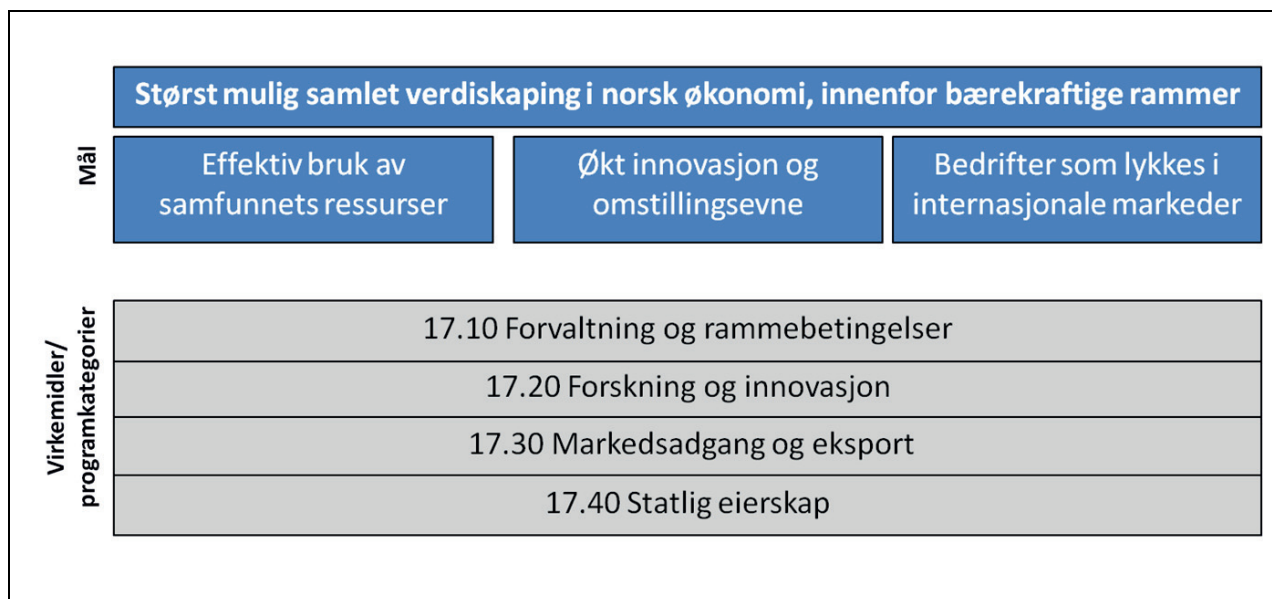 Størst mulig samlet verdiskaping i norsk økonomi, innenfor bærekraftige rammer
Mål
Effektiv bruk av
samfunnets ressurser
Økt innovasjon og
omstillingsevne
Bedrifter som lykkes i
internasjonale markeder
Virkemidler/
programkategorier
17.10 Forvaltning og rammebetingelser
17.20 Forskning og innovasjon
17.30 Markedsadgang og eksport
17.40 Statlig eierskap